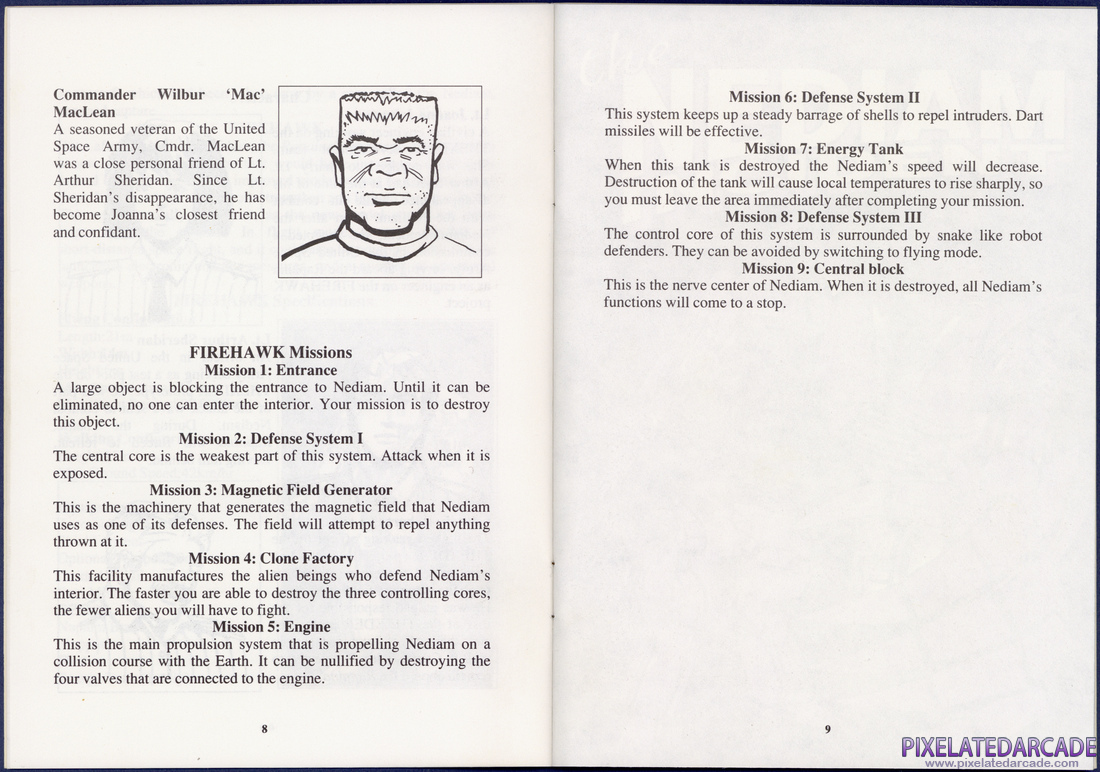 Commander Wilbur ‘Mac’
MacLean
A seasoned veteran of the United
Space Army, Cmdr. MacLean
was a close personal friend of Lt.
Arthur Sheridan. Since Lt.
Sheridan’s disappearance, he has
become Joanna’s closest friend
and confidant.
FIREHAWK Missions
Mission 1: Entrance
A large object is blocking the entrance to Nediam. Until it can be
eliminated, no one can enter the interior. Your mission is to destroy
this object.
Mission 2: Defense System I
The central core is the weakest part of this system. Attack when it is
exposed.
Mission 3: Magnetic Field Generator
This is the machinery that generates the magnetic field that Nediam
uses as one of its defenses. The field will attempt to repel anything
thrown at it.
Mission 4: Clone Factory
This facility manufactures the alien beings who defend Nediam’s
interior. The faster you are able to destroy the three controlling cores,
the fewer aliens you will have to fight.
Mission 5: Engine
This is the main propulsion system that is propelling Nediam on a
collision course with the Earth. It can be nullified by destroying the
four valves that are connected to the engine.
8
Mission 6: Defense System II
This system keeps up a steady barrage of shells to repel intruders. Dart
missiles will be effective.
Mission 7: Energy Tank
When this tank is destroyed the Nediam’s speed will decrease.
Destruction of the tank will cause local temperatures to rise sharply, so
you must leave the area immediately after completing your mission.
Mission 8: Defense System III
The control core of this system is surrounded by snake like robot
defenders. They can be avoided by switching to flying mode.
Mission 9: Central block
This is the nerve center of Nediam. When it is destroyed, all Nediam’s
functions will come to a stop.
9
PIXELATEDARCADE
www.pixelatedarcade.com